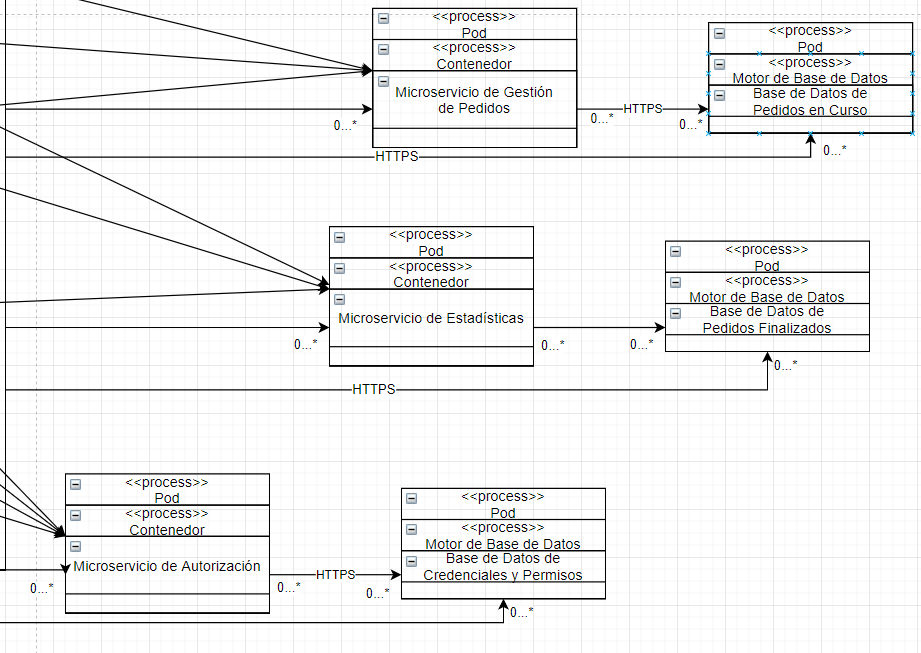 <<process>>
Pod
<<process>>
Contenedor
Microservicio de Gestión
de Pedidos
0...*
0...*
HTTPS
0...*
<<process>>
Pod
<<process>>
Motor de Base de Datos
Base de Datos de
Pedidos en Curso
HTTPS
0...*
<<process>>
Pod
<<process>>
Contenedor
Microservicio de Estadísticas
0...*
0...*
0...*
<<process>>
Pod
<<process>>
Motor de Base de Datos
Base de Datos de
Pedidos Finalizados
HTTPS
0...*
<<process>>
Pod
<<process>>
Contenedor
Microservicio de Autorización
0...*
HTTPS
0...*
0...*
<<process>>
Pod
<<process>>
Motor de Base de Datos
Base de Datos de
Credenciales y Permisos
0...*